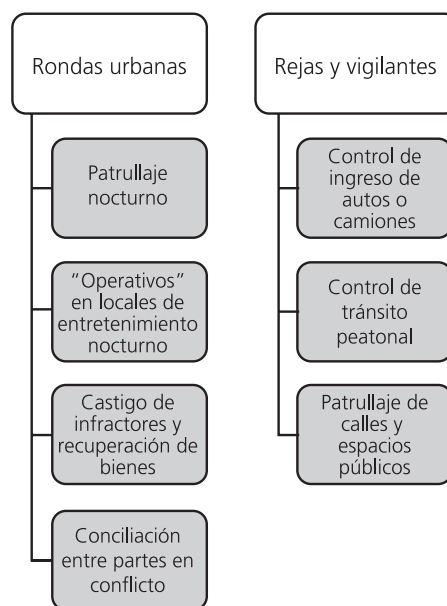 Rondas urbanas
Patrullaje
nocturno
"Operativos"
en locales de
entretenimiento
nocturno
Castigo de
infractores y
recuperación de
bienes
Conciliación
entre partes en
conflicto
Rejas y vigilantes
Control de
ingreso de
autos o
camiones
Control de
tránsito
peatonal
Patrullaje de
calles y
espacios
públicos